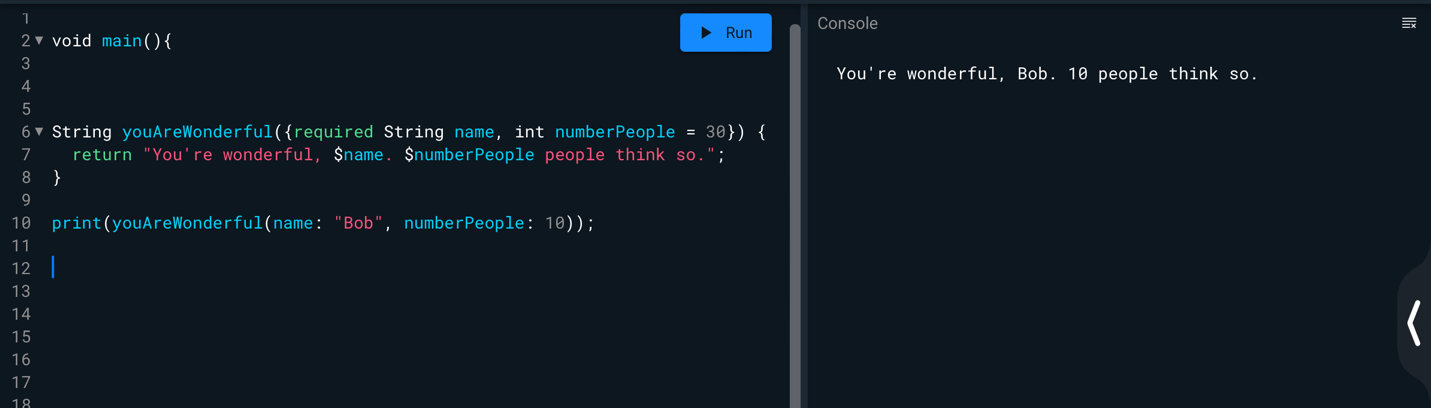 1
Run
Console
2 void main(){
3
You're wonderful, Bob. 10 people think so.
4
5
6 String youAreWonderful({required String name, int numberPeople = 30}) {
7 return "You're wonderful, $name. $numberPeople people think so.";
8 }
9
10 print(youAreWonderful(name: "Bob", numberPeople: 10));
11
12
13
14
15
16
17
18